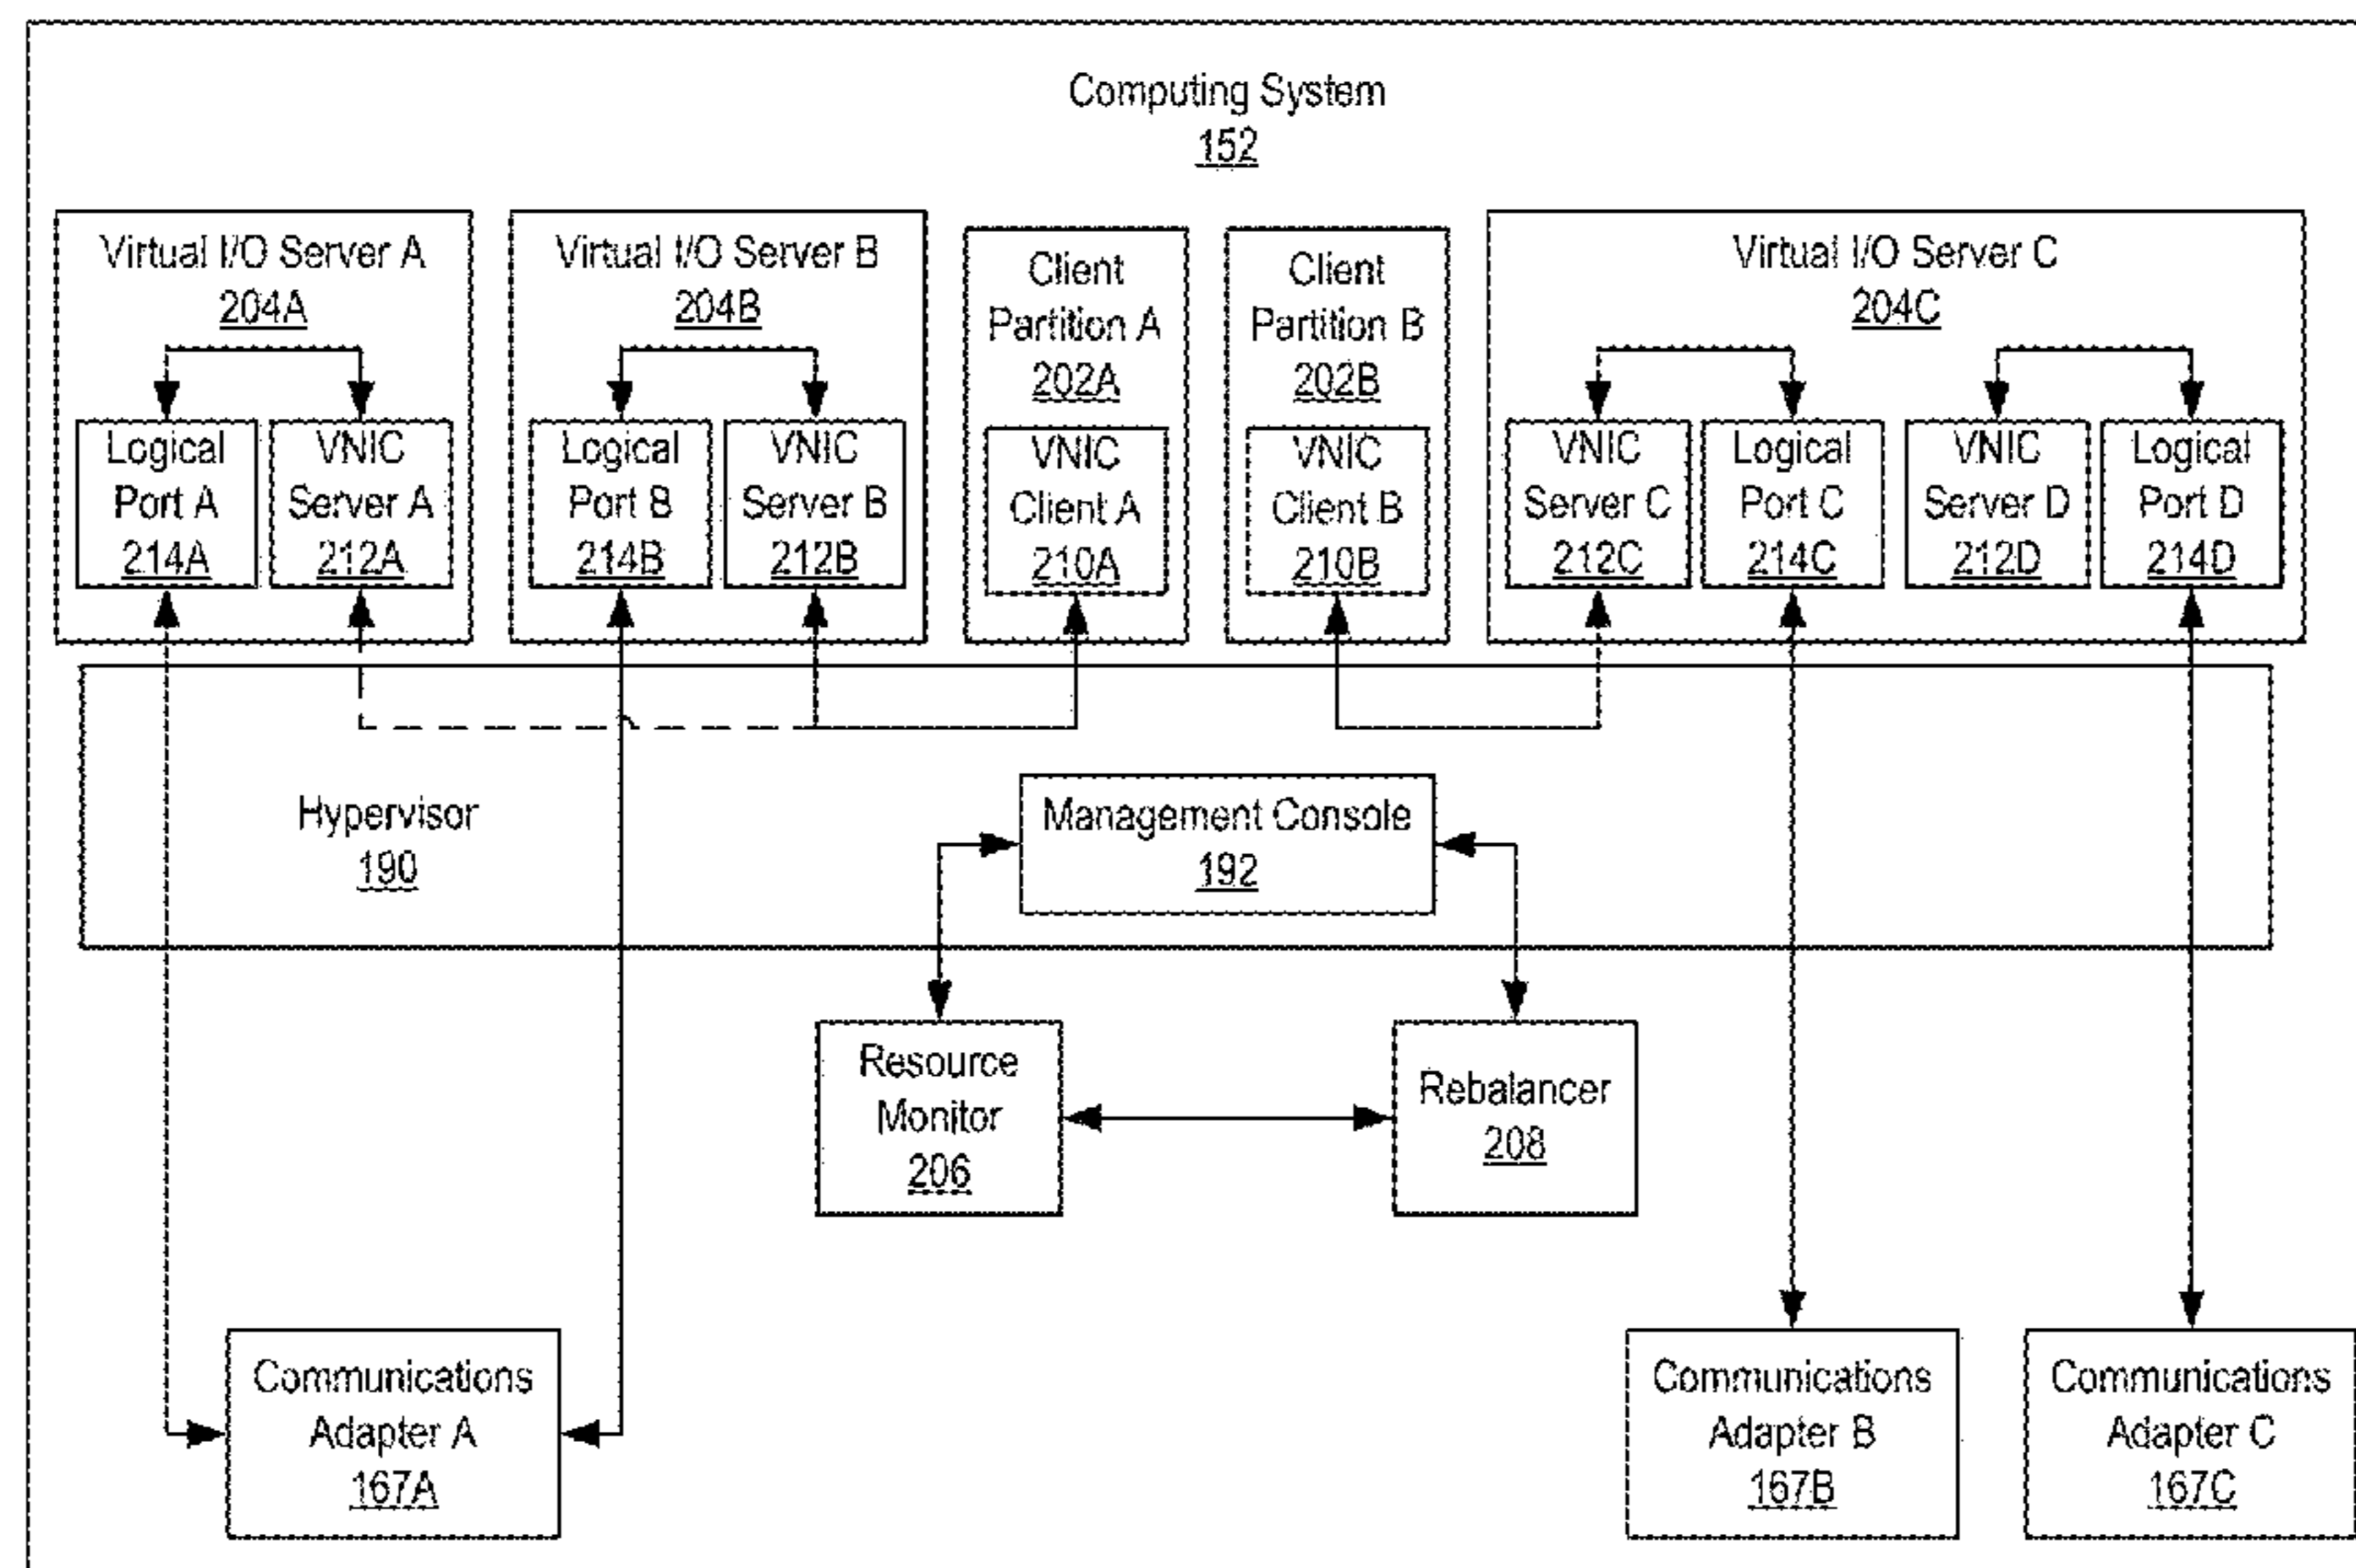 Computing System
152
Virtual I/O Server A
204A
Logical
Port A
214A
VNIC
Server A
212A
Virtual I/O Server B
204B
Logical
Port B
214B
VNIC
Server B
212B
Client
Partition A
202A
VNIC
Client A
210A
Client
Partition B
202B
VNIC
Client B
210B
Virtual I/O Server C
204C
VNIC
Server C
212C
Logical
Port C
214C
VNIC
Server D
212D
Logical
Port D
214D
Hypervisor
190
Management Console
192
Resource
Monitor
206
Rebalancer
208
Communications
Adapter A
167A
Communications
Adapter B
167B
Communications
Adapter C
167C